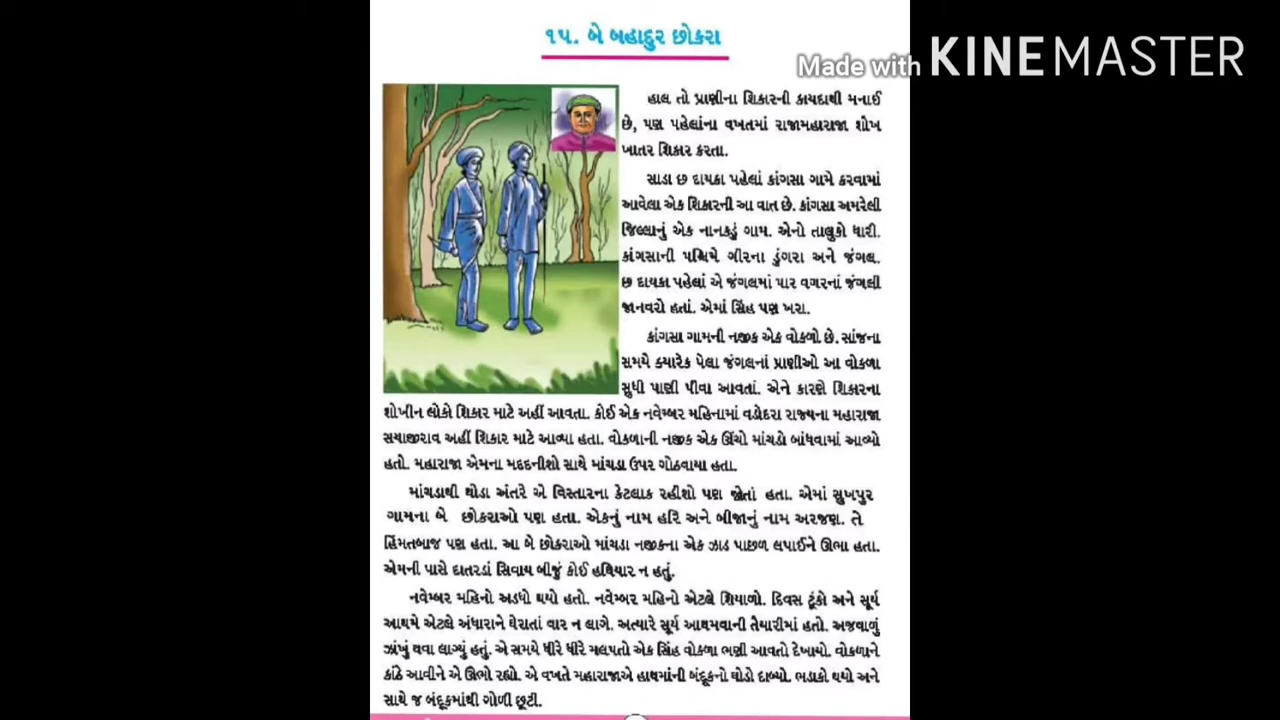 ૧૫. બે બહાદુર છોકરા
Made with KINEMASTER
હાલ તો પ્રાણીના શિકારની કાયદાથી મનાઈ
છે, પણ પહેલાંના વખતમાં રાજામહારાજા શોખ
ખાતર શિકાર કરતા.
સાડા છ દાયકા પહેલાં કાંગસા ગામે કરવામાં
આવેલા એક શિકારની આ વાત છે. કાંગસા અમરેલી
જિલ્લાનું એક નાનકડું ગામ. એનો તાલુકો ધારી.
કાંગસાની પશ્ચિમે ગીરના ડુંગરા અને જંગલ.
છ દાયકા પહેલાં એ જંગલમાં પાર વગરનાં જંગલી
જાનવરો હતાં. એમાં સિંહ પણ ખરા.
કાંગસા ગામની નજીક એક વોકળો છે. સાંજના
સમયે ક્યારેક પેલા જંગલનાં પ્રાણીઓ આ વોકળા
સુધી પાણી પીવા આવતાં. એને કારણે શિકારના
શોખીન લોકો શિકાર માટે અહીં આવતા. કોઈ એક નવેમ્બર મહિનામાં વડોદરા રાજ્યના મહારાજા
સયાજીરાવ અહીં શિકાર માટે આવ્યા હતા. વોકળાની નજીક એક ઊંચો માંચડો બાંધવામાં આવ્યો
હતો. મહારાજા એમના મદદનીશો સાથે માંચડા ઉપર ગોઠવાયા હતા.
માંચડાથી થોડા અંતરે એ વિસ્તારના કેટલાક રહીશો પણ જોતાં હતા. એમાં સુખપુર
ગામના બે છોકરાઓ પણ હતા. એકનું નામ હરિ અને બીજાનું નામ અરજણ. તે
હિંમતબાજ પણ હતા. આ બે છોકરાઓ માંચડા નજીકના એક ઝાડ પાછળ લપાઈને ઊભા હતા.
એમની પાસે દાતરડાં સિવાય બીજું કોઈ હથિયાર ન હતું.
નવેમ્બર મહિનો અડધો થયો હતો. નવેમ્બર મહિનો એટલે શિયાળો. દિવસ ટૂંકો અને સૂર્ય
આથમે એટલે અંધારાને ઘેરાતાં વાર ન લાગે. અત્યારે સૂર્ય આથમવાની તૈયારીમાં હતો. અજવાળું
ઝાંખું થવા લાગ્યું હતું. એ સમયે ધીરે ધીરે મલપતો એક સિંહ વોકળા ભણી આવતો દેખાયો. વોકળાને
કાંઠે આવીને એ ઊભો રહ્યો. એ વખતે મહારાજાએ હાથમાંની બંદૂકનો ઘોડો દાબ્યો. ભડાકો થયો અને
સાથે જ બંદૂકમાંથી ગોળી છૂટી.